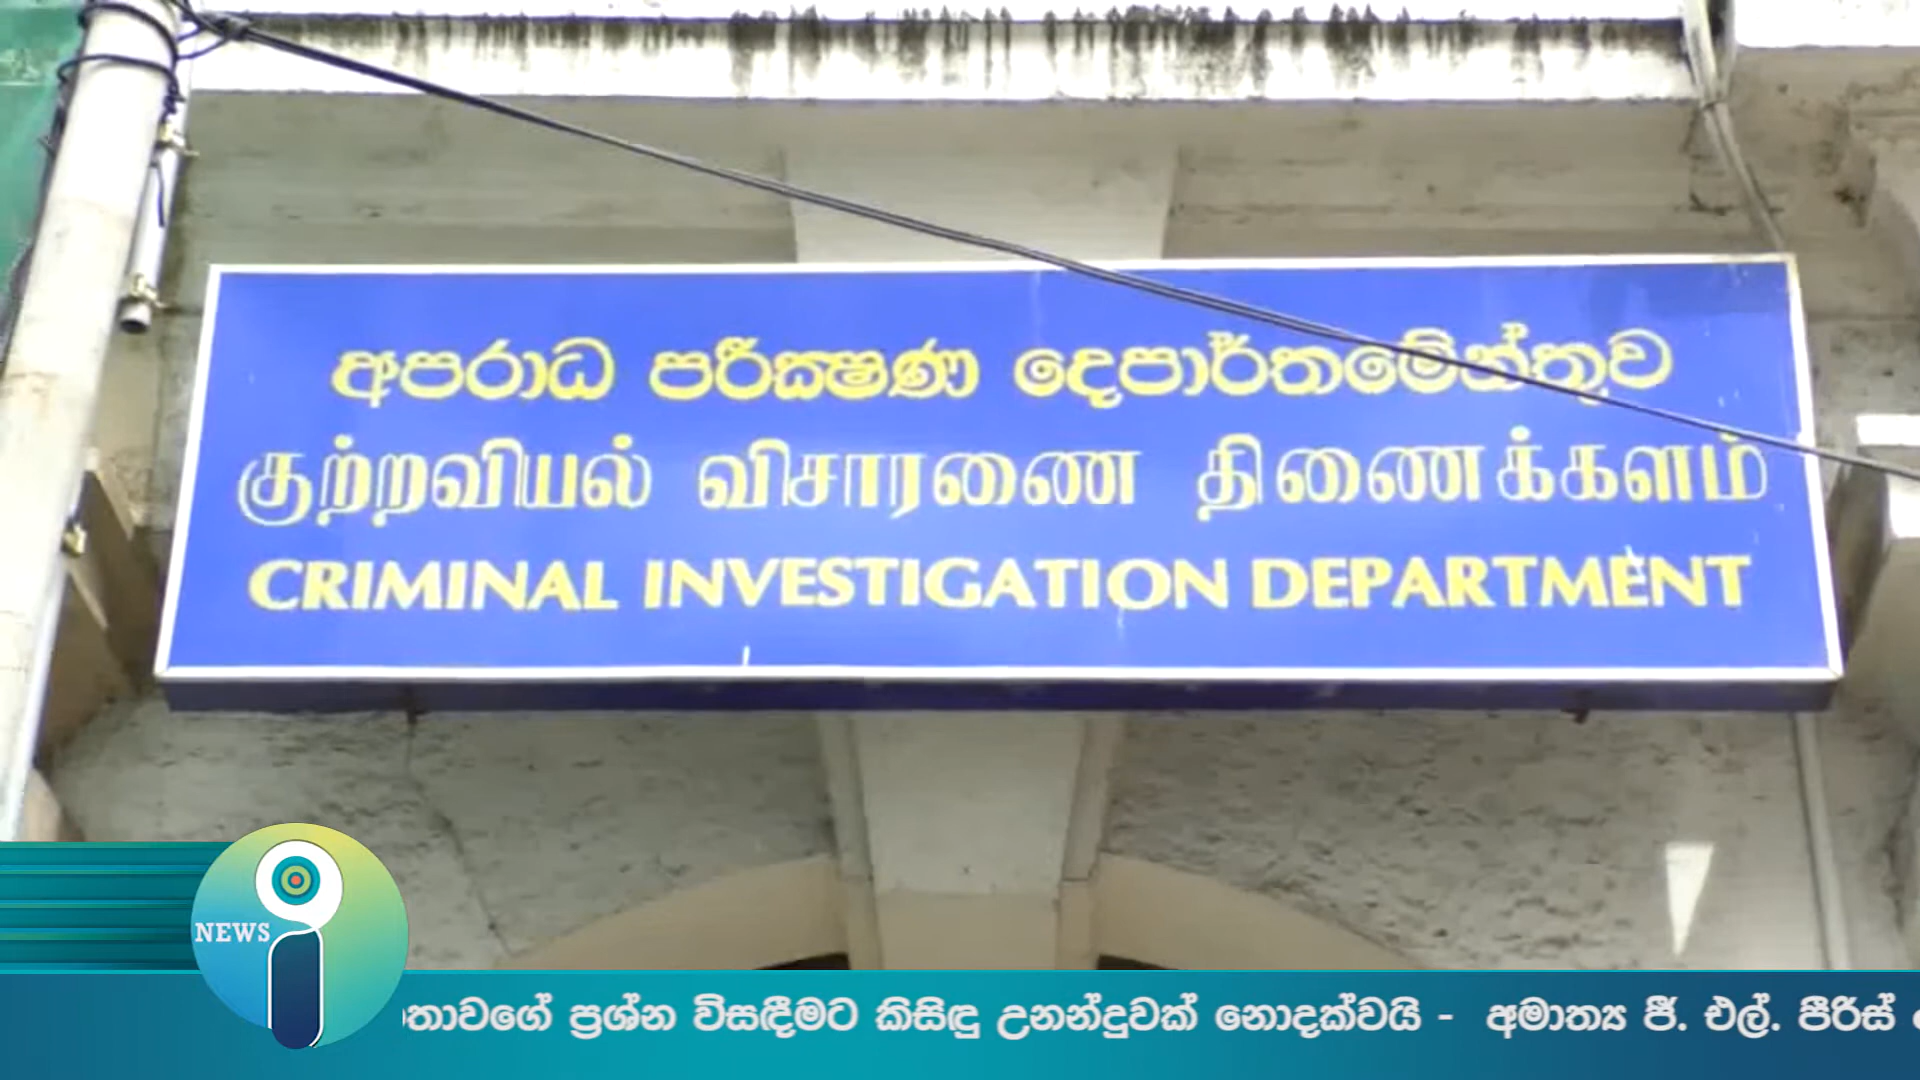 අපරාධ පරීක්ෂණ දෙපාර්තමේන්තුව
குற்றவியல் விசாரணை திணைக்களம்
CRIMINAL INVESTIGATION DEPARTMENT
NEWS
ප්‍රශ්න විසඳීමට කිසිඳු උනන්දුවක් නොදක්වයි - අමාත්‍ය ජී. එල්. පීරිස්